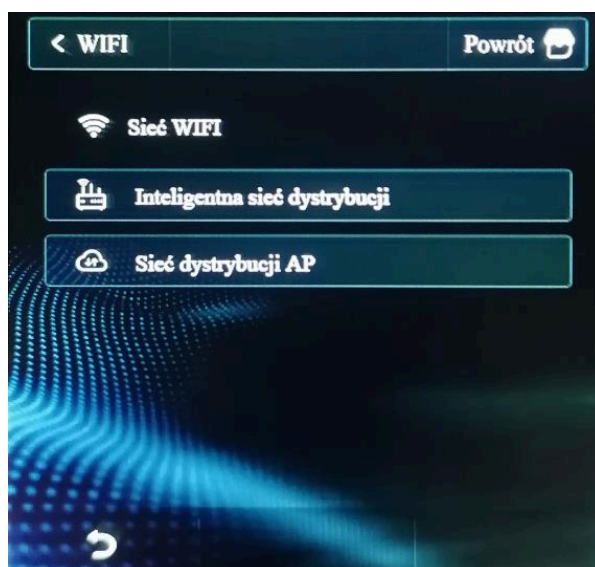 < WIFI
Powrót
Sieć WIFI
Inteligentna sieć dystrybucji
Sieć dystrybucji AP